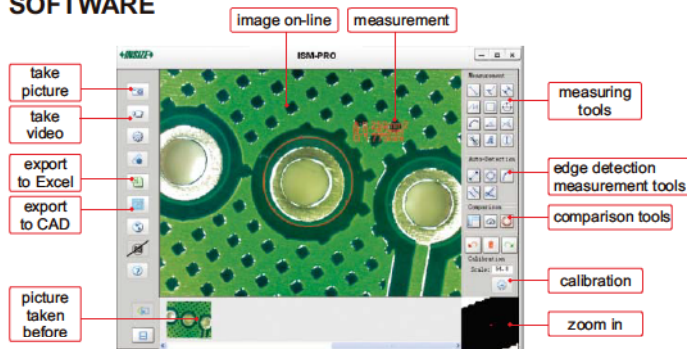 SOFTWARE
image on-line
measurement
+INSIZE+
ISM-PRO
take
picture
take
video
export
to Excel
export
to CAD
picture
taken
before
Measurement
measuring
tools
Auto-Detection
edge detection
measurement tools
Comparison
comparison tools
Calibration
Scale:
calibration
zoom in